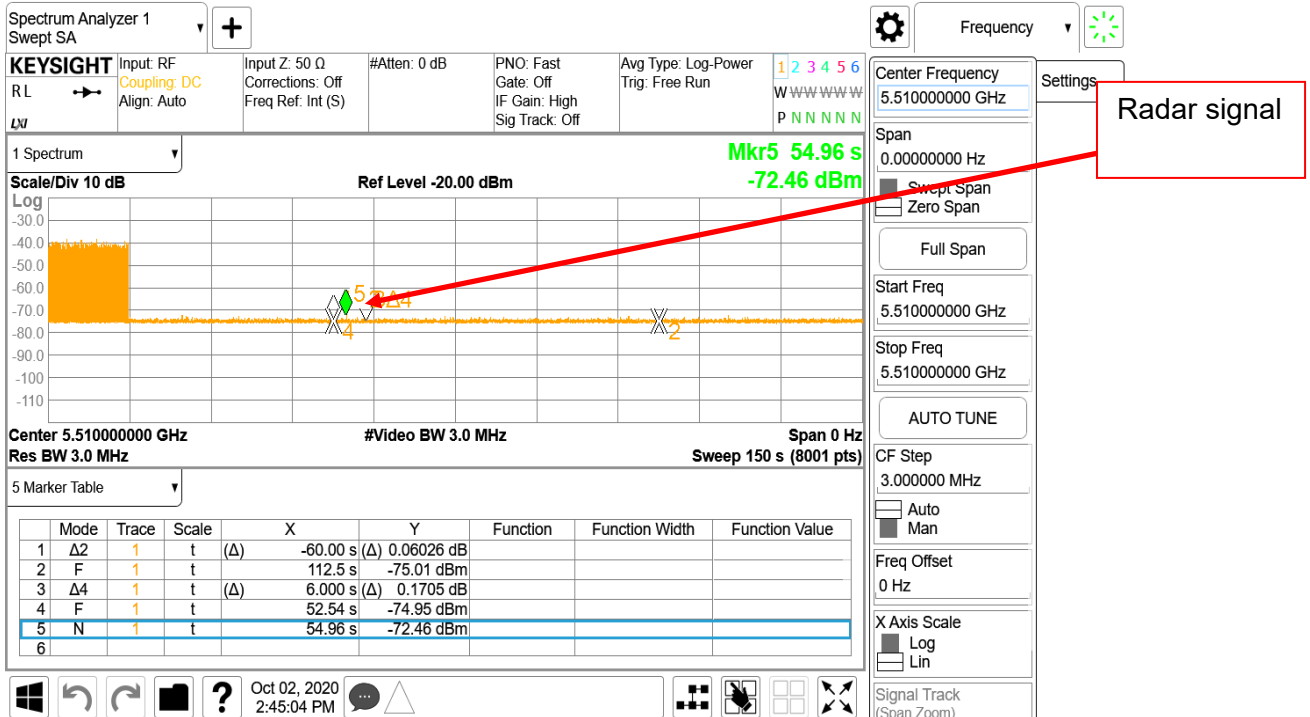 Spectrum Analyzer 1
Swept SA
Frequency
KEYSIGHT
RL
LXI
Input: RF
Coupling: DC
Align: Auto
Input Z: 50 Ω
Corrections: Off
Freq Ref: Int (S)
#Atten: 0 dB
PNO: Fast
Gate: Off
IF Gain: High
Sig Track: Off
Avg Type: Log-Power
Trig: Free Run
1 2 3 4 5 6
W W W W W W
P N N N N N
Center Frequency
5.510000000 GHz
Settings
Radar signal
Span
0.00000000 Hz
Swept Span
Zero Span
Full Span
Start Freq
5.510000000 GHz
Stop Freq
5.510000000 GHz
AUTO TUNE
CF Step
3.000000 MHz
Auto
Man
Freq Offset
0 Hz
X Axis Scale
Log
Lin
Signal Track
(Span Zoom)
1 Spectrum
Mkr5 54.96 s
-72.46 dBm
Scale/Div 10 dB
Ref Level -20.00 dBm
Log
-30.0
-40.0
-50.0
-60.0
-70.0
-80.0
-90.0
-100
-110
5
Δ4
4
2
Center 5.510000000 GHz
#Video BW 3.0 MHz
Span 0 Hz
Res BW 3.0 MHz
Sweep 150 s (8001 pts)
5 Marker Table
Mode Trace Scale X Y Function Function Width Function Value
1 Δ2 1 t (Δ) -60.00 s (Δ) 0.06026 dB
2 F 1 t 112.5 s -75.01 dBm
3 Δ4 1 t (Δ) 6.000 s (Δ) 0.1705 dB
4 F 1 t 52.54 s -74.95 dBm
5 N 1 t 54.96 s -72.46 dBm
6
?
Oct 02, 2020
2:45:04 PM